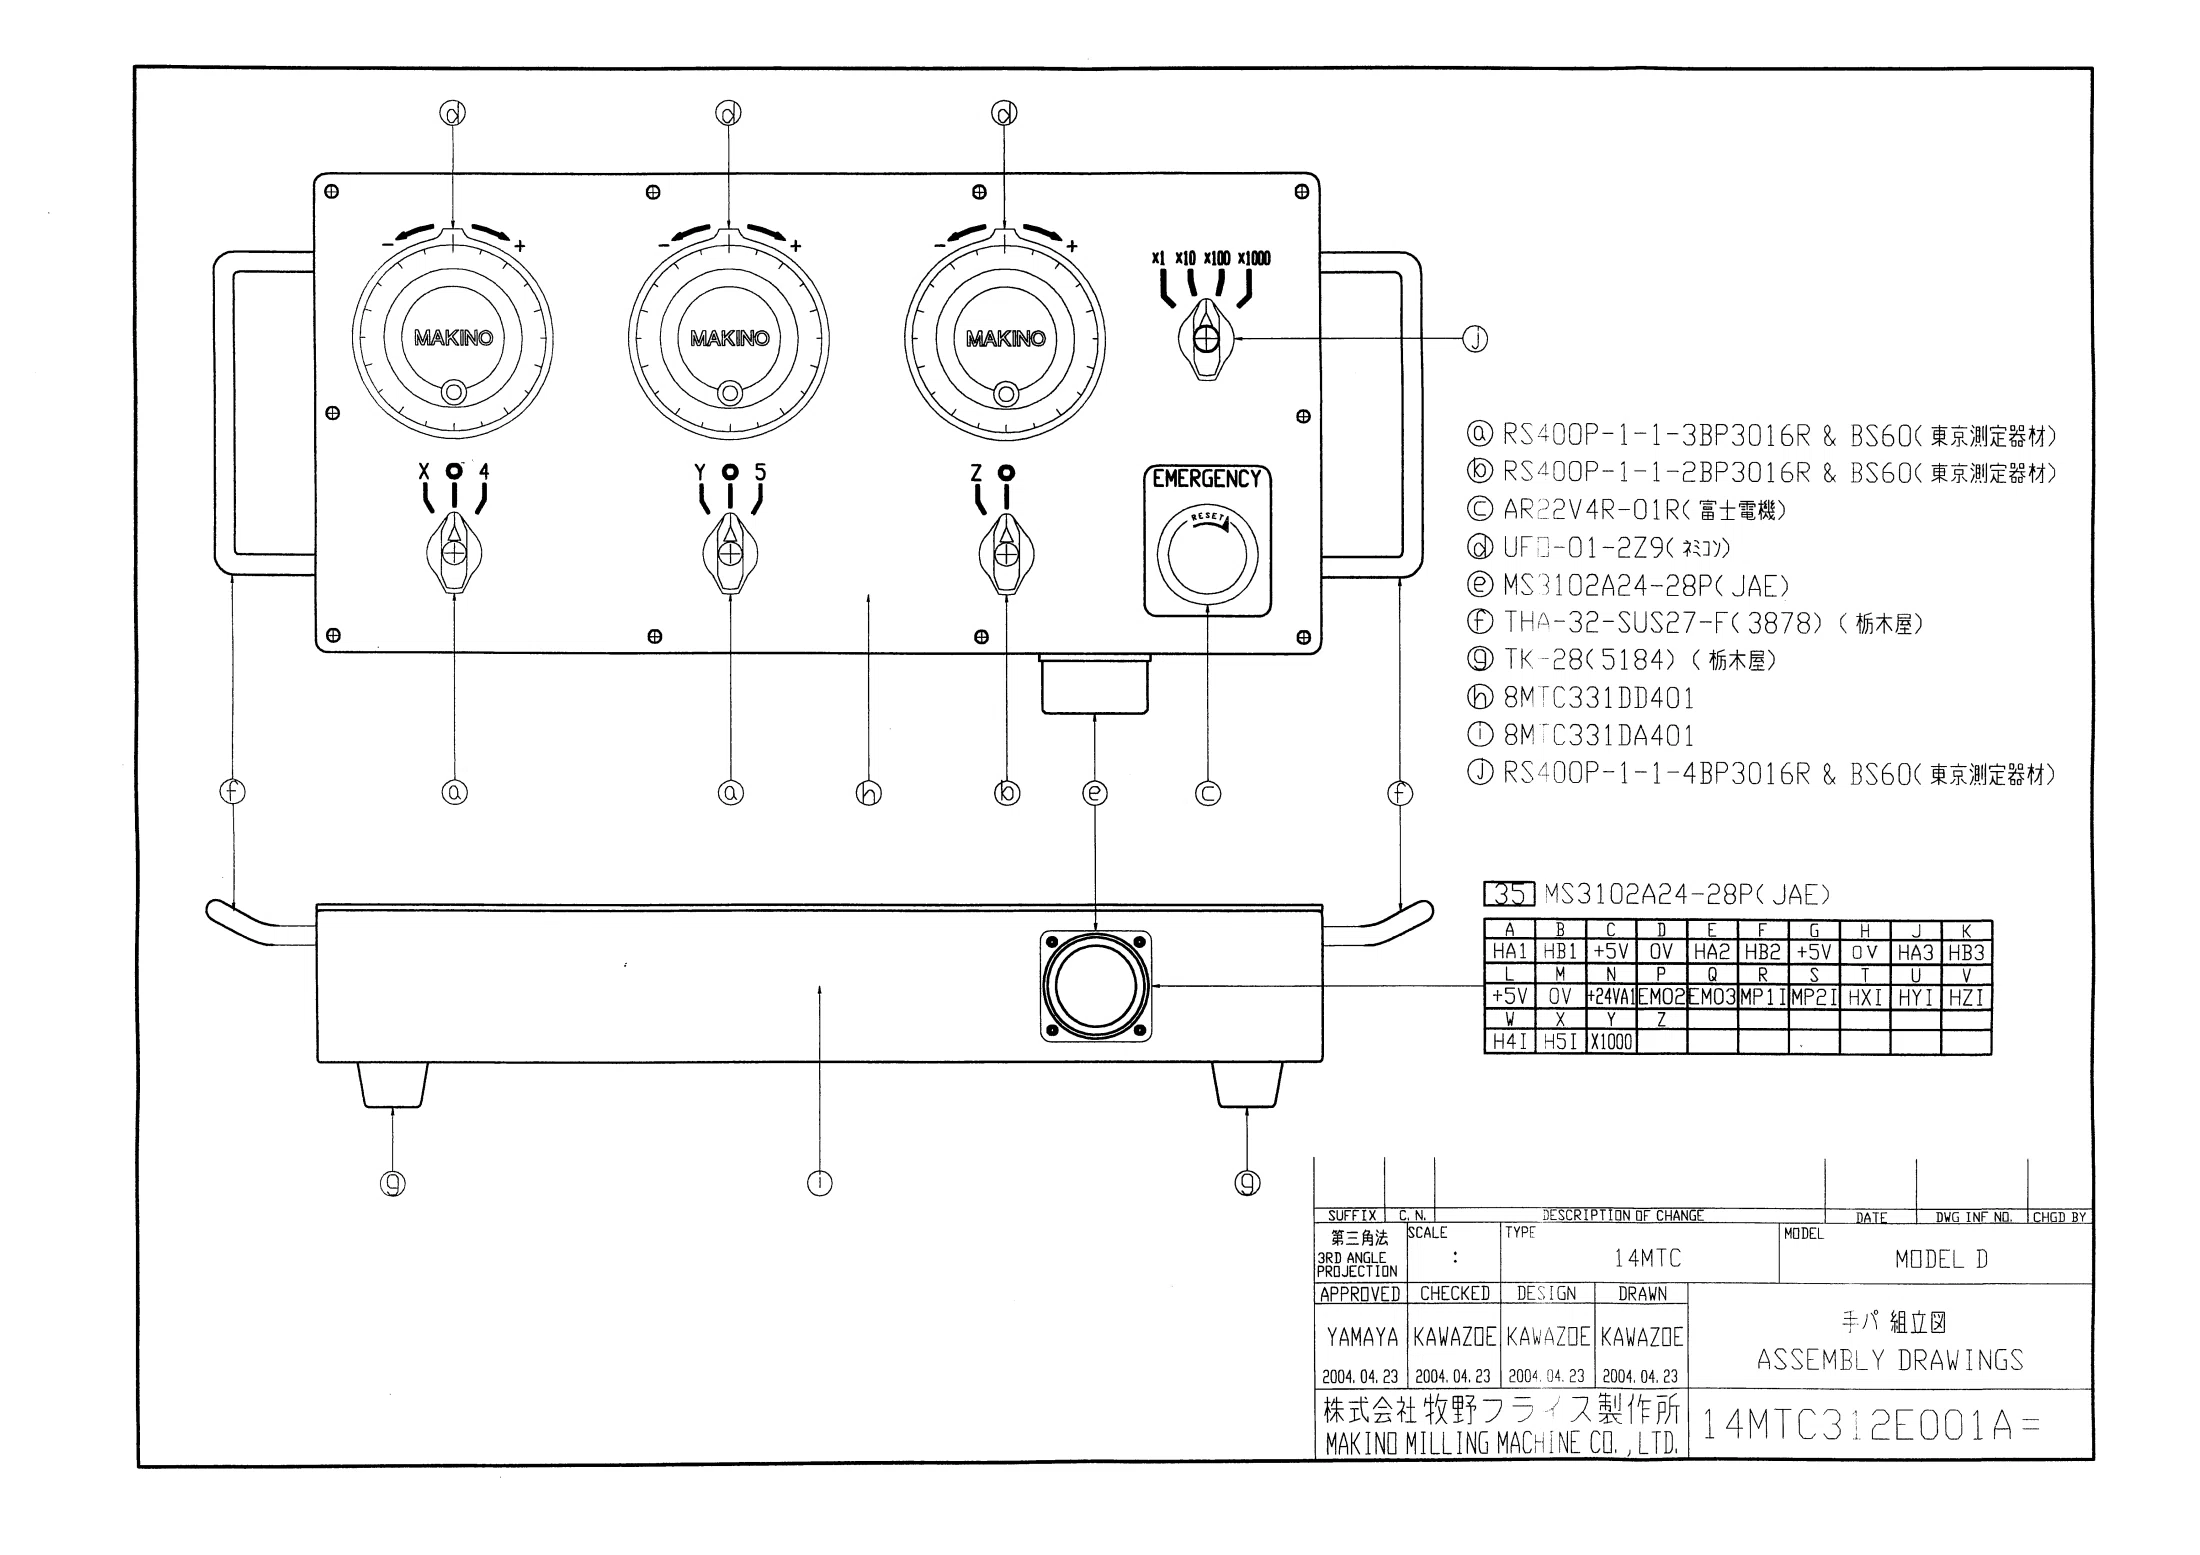 ⓓ ⓓ ⓓ
- + - + - +
X1 X10 X100 X1000
MAKINO MAKINO MAKINO
ⓙ
X O 4 Y O 5 Z O
EMERGENCY
RESET
ⓕ ⓐ ⓐ ⓗ ⓑ ⓔ ⓒ ⓕ
ⓖ ⓘ ⓖ
ⓐ RS400P-1-1-3BP3016R & BS60(東京測定器材)
ⓑ RS400P-1-1-2BP3016R & BS60(東京測定器材)
ⓒ AR22V4R-01R(富士電機)
ⓓ UFO-01-2Z9(ネミコン)
ⓔ MS3102A24-28P(JAE)
ⓕ THA-32-SUS27-F(3878) (栃木屋)
ⓖ TK-28(5184) (栃木屋)
ⓗ 8MTC331DD401
ⓘ 8MTC331DA401
ⓙ RS400P-1-1-4BP3016R & BS60(東京測定器材)
35 MS3102A24-28P(JAE)
A B C D E F G H J K
HA1 HB1 +5V 0V HA2 HB2 +5V 0V HA3 HB3
L M N P Q R S T U V
+5V 0V +24VA1 EMO2 EMO3 MP1I MP2I HXI HYI HZI
W X Y Z
H4I H5I X1000
SUFFIX C. N. DESCRIPTION OF CHANGE DATE DWG INF NO. CHGD BY
第三角法
3RD ANGLE
PROJECTION
SCALE
:
TYPE
14MTC
MODEL
MODEL D
APPROVED CHECKED DESIGN DRAWN
YAMAYA KAWAZOE KAWAZOE KAWAZOE
2004.04.23 2004.04.23 2004.04.23 2004.04.23
手パ 組立図
ASSEMBLY DRAWINGS
株式会社牧野フライス製作所
MAKINO MILLING MACHINE CO.,LTD.
14MTC312E001A=